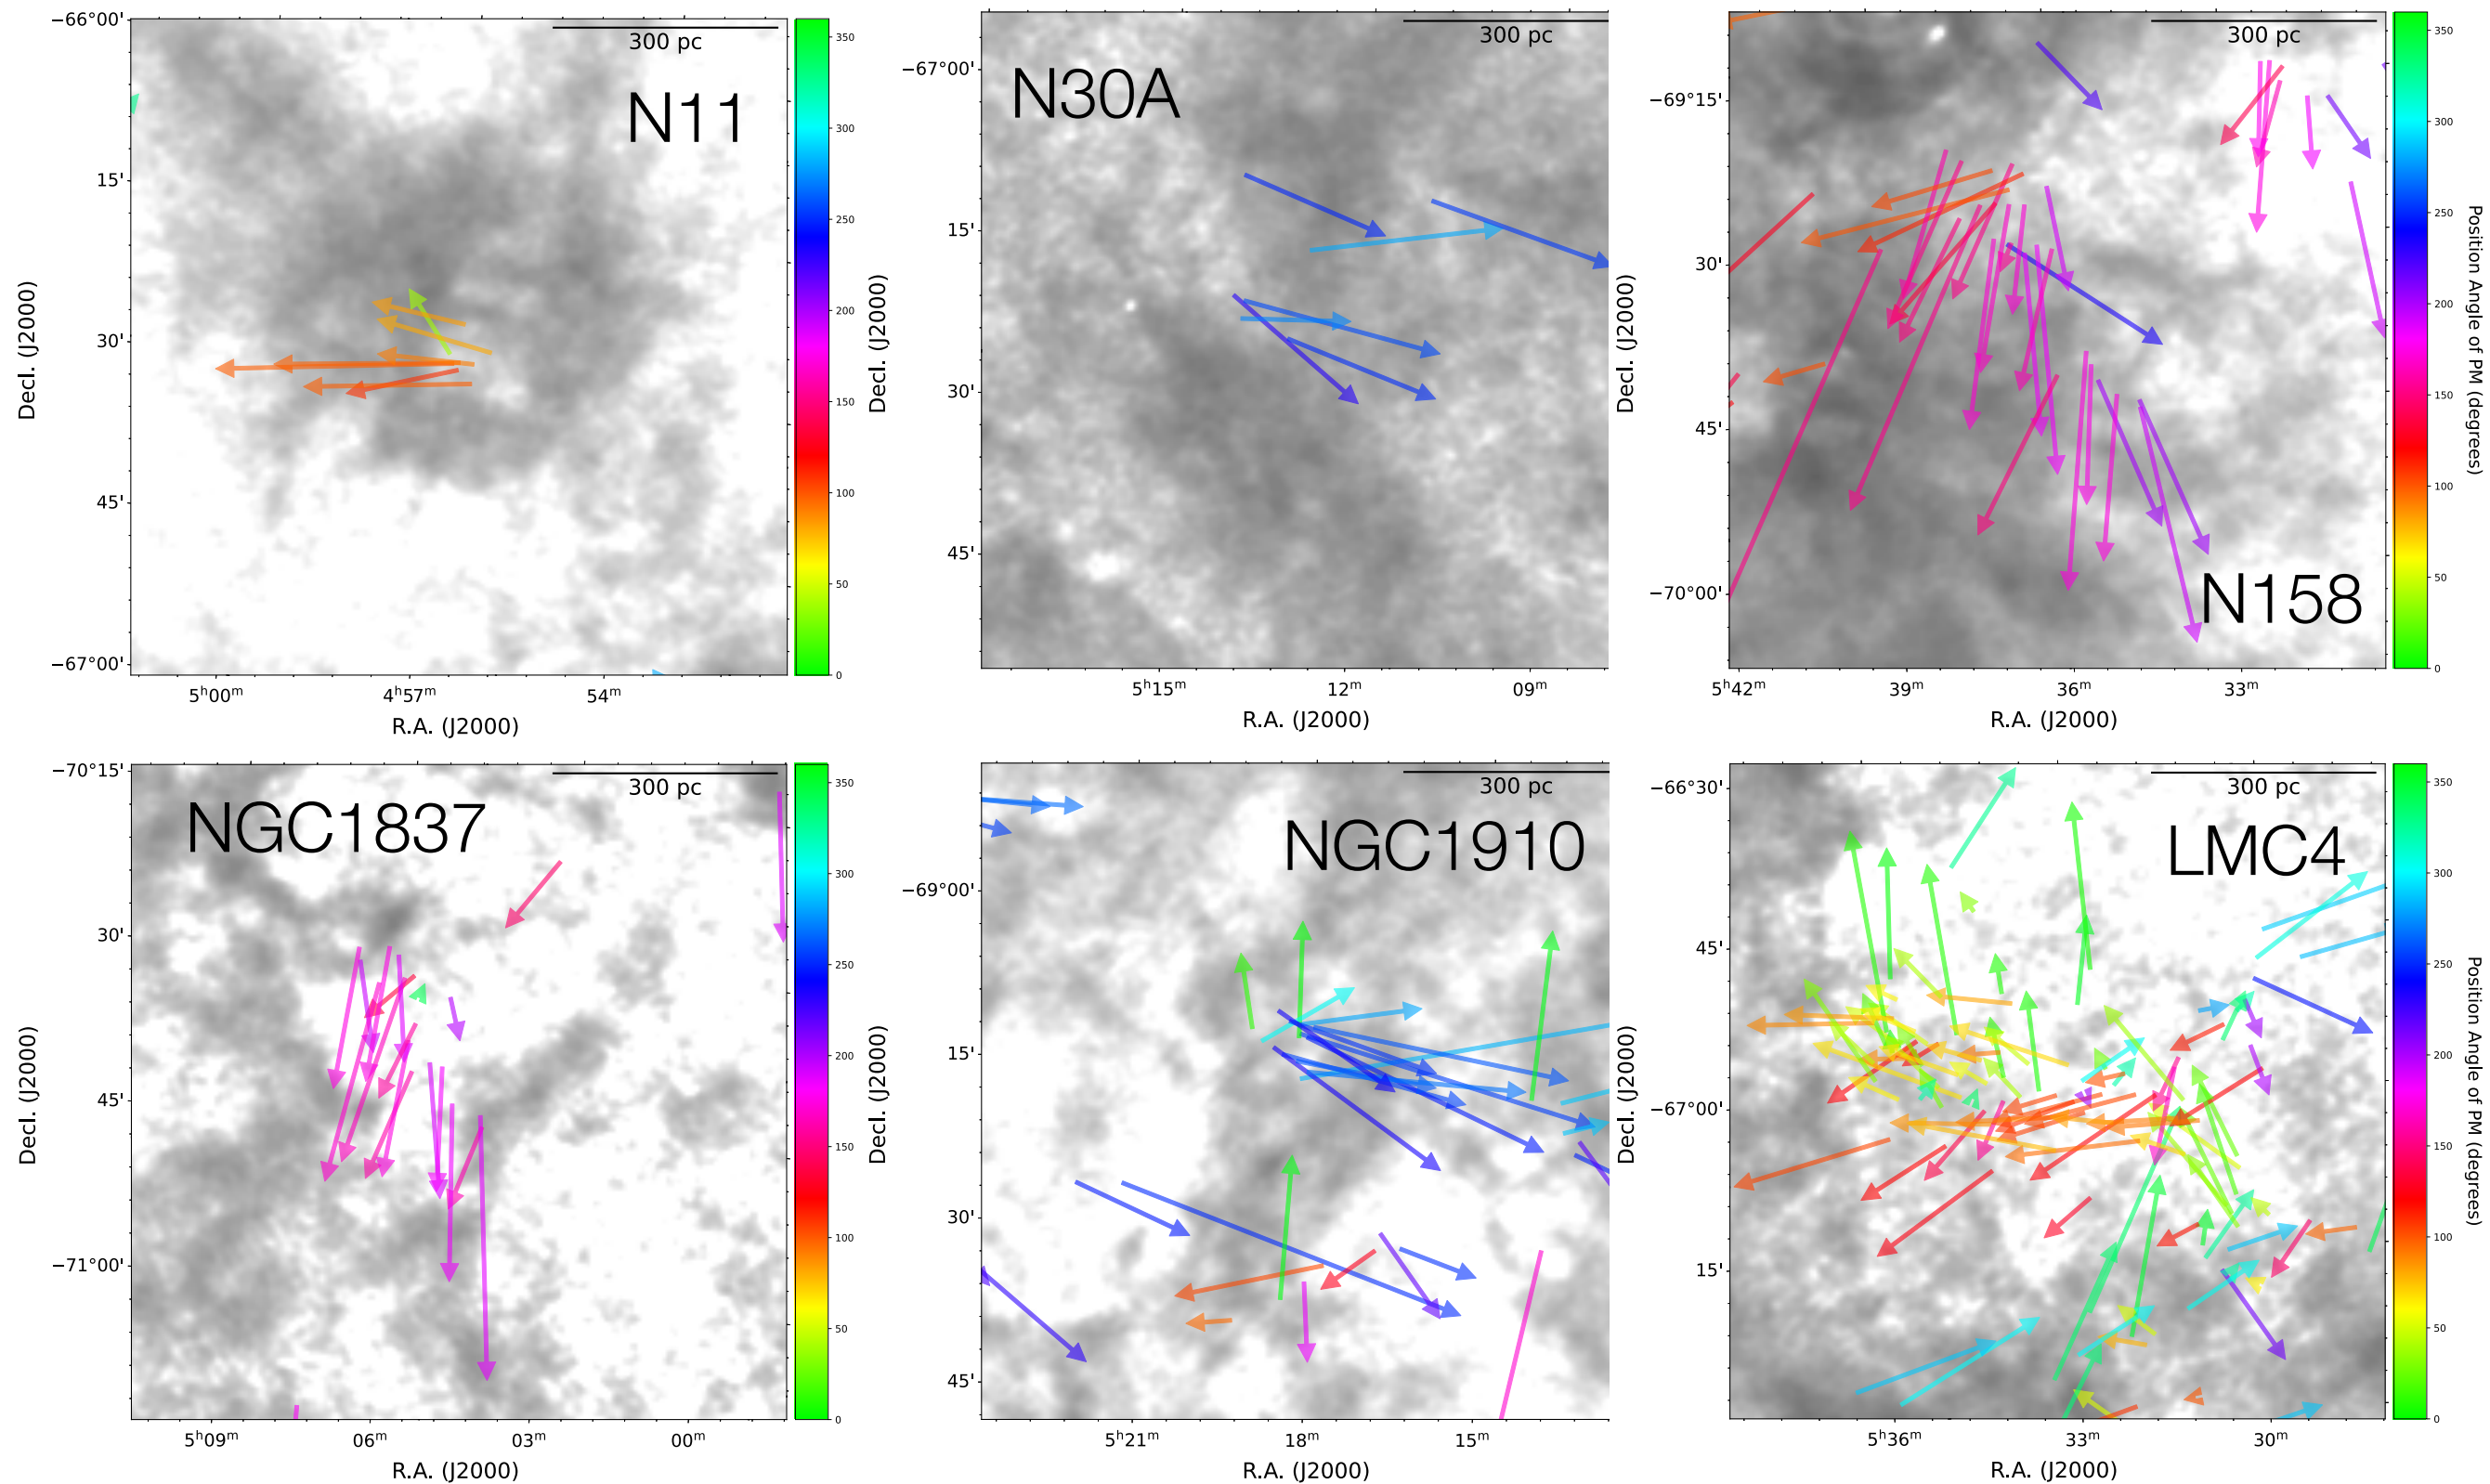 −66°00'
15'
30'
45'
−67°00'
Decl. (J2000)
300 pc
N11
5ʰ00ᵐ
4ʰ57ᵐ
54ᵐ
R.A. (J2000)
350
300
250
200
150
100
50
0
−67°00'
15'
30'
45'
Decl. (J2000)
300 pc
N30A
5ʰ15ᵐ
12ᵐ
09ᵐ
R.A. (J2000)
−69°15'
30'
45'
−70°00'
Decl. (J2000)
300 pc
N158
5ʰ42ᵐ
39ᵐ
36ᵐ
33ᵐ
R.A. (J2000)
350
300
250
200
150
100
50
0
Position Angle of PM (degrees)
−70°15'
30'
45'
−71°00'
Decl. (J2000)
300 pc
NGC1837
5ʰ09ᵐ
06ᵐ
03ᵐ
00ᵐ
R.A. (J2000)
350
300
250
200
150
100
50
0
−69°00'
15'
30'
45'
Decl. (J2000)
300 pc
NGC1910
5ʰ21ᵐ
18ᵐ
15ᵐ
R.A. (J2000)
−66°30'
45'
−67°00'
15'
Decl. (J2000)
300 pc
LMC4
5ʰ36ᵐ
33ᵐ
30ᵐ
R.A. (J2000)
350
300
250
200
150
100
50
0
Position Angle of PM (degrees)